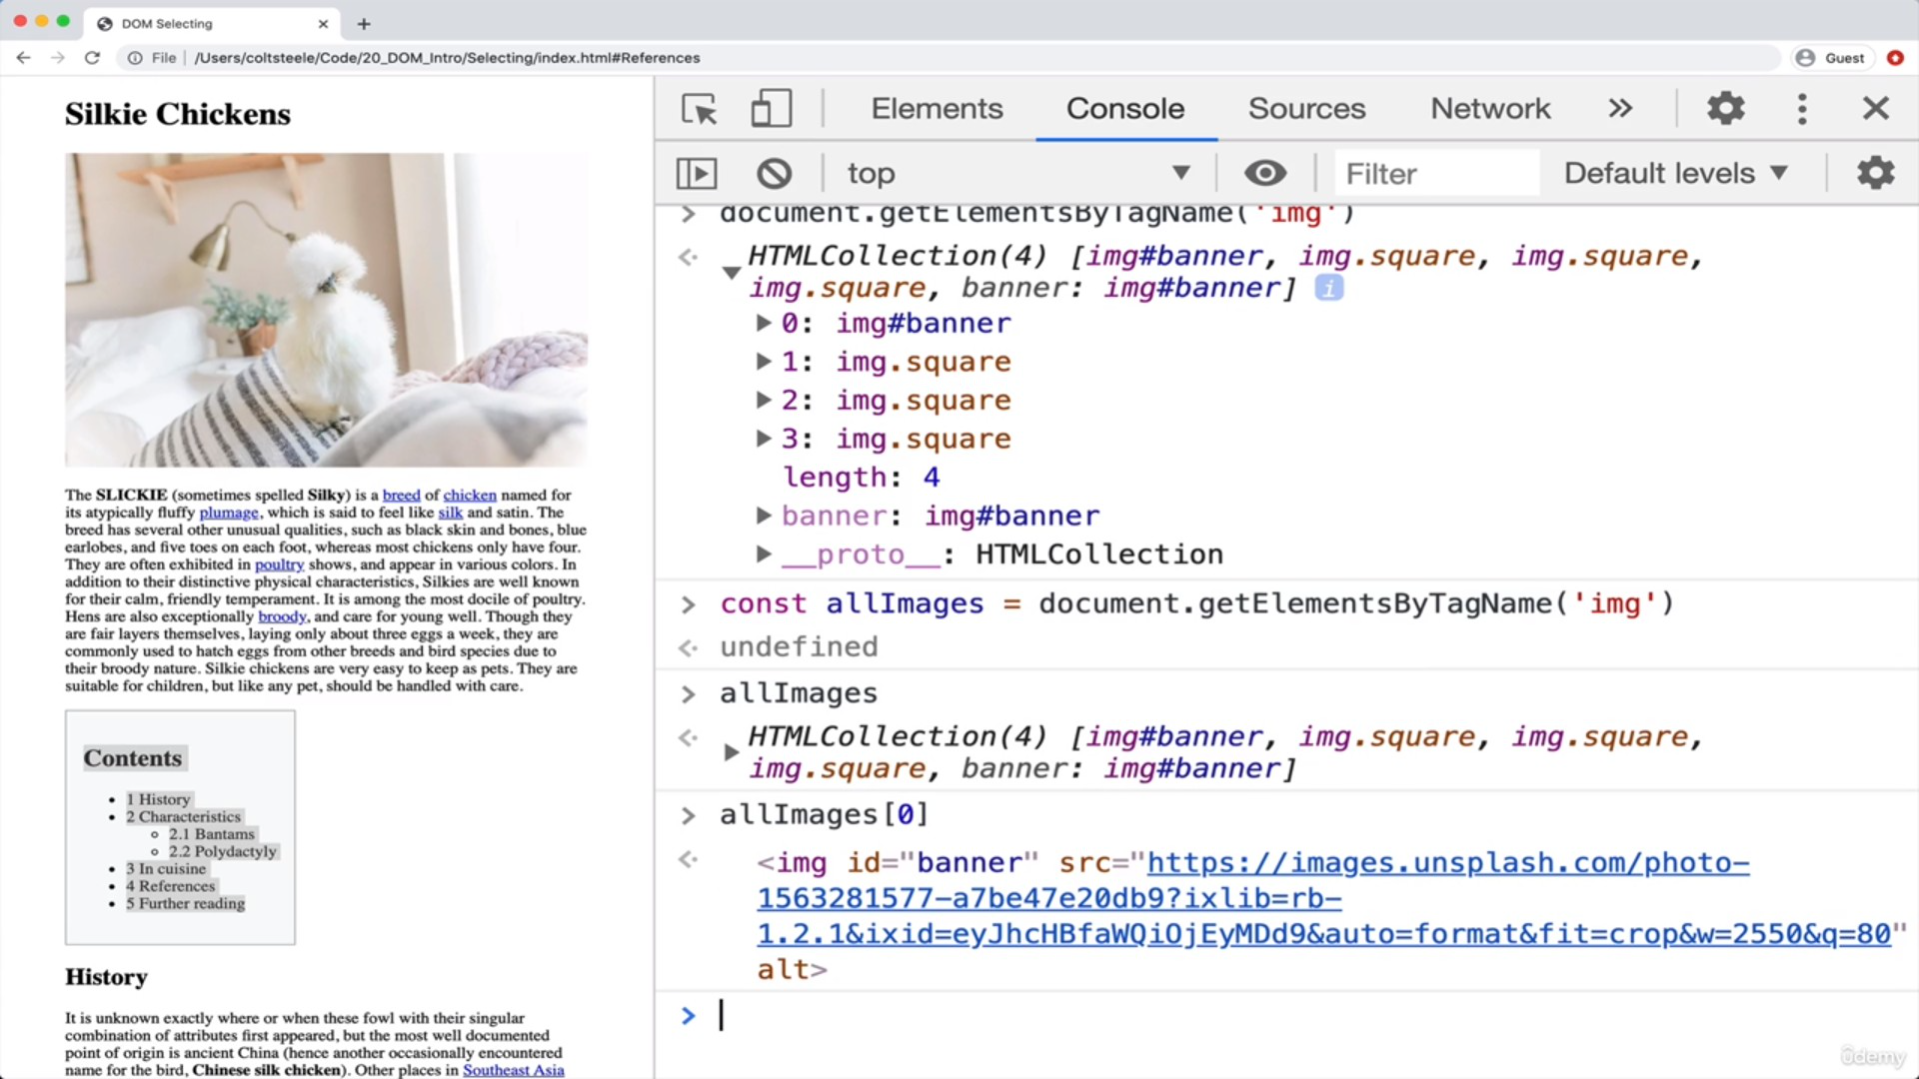 DOM Selecting
File | /Users/coltsteele/Code/20_DOM_Intro/Selecting/index.html#References
Guest
Silkie Chickens
The SLICKIE (sometimes spelled Silky) is a breed of chicken named for
its atypically fluffy plumage, which is said to feel like silk and satin. The
breed has several other unusual qualities, such as black skin and bones, blue
earlobes, and five toes on each foot, whereas most chickens only have four.
They are often exhibited in poultry shows, and appear in various colors. In
addition to their distinctive physical characteristics, Silkies are well known
for their calm, friendly temperament. It is among the most docile of poultry.
Hens are also exceptionally broody, and care for young well. Though they
are fair layers themselves, laying only about three eggs a week, they are
commonly used to hatch eggs from other breeds and bird species due to
their broody nature. Silkie chickens are very easy to keep as pets. They are
suitable for children, but like any pet, should be handled with care.
Contents
1 History
2 Characteristics
2.1 Bantams
2.2 Polydactyly
3 In cuisine
4 References
5 Further reading
History
It is unknown exactly where or when these fowl with their singular
combination of attributes first appeared, but the most well documented
point of origin is ancient China (hence another occasionally encountered
name for the bird, Chinese silk chicken). Other places in Southeast Asia
Elements Console Sources Network »
top Filter Default levels
> document.getElementsByTagName('img')
HTMLCollection(4) [img#banner, img.square, img.square,
img.square, banner: img#banner] i
0: img#banner
1: img.square
2: img.square
3: img.square
length: 4
banner: img#banner
__proto__: HTMLCollection
> const allImages = document.getElementsByTagName('img')
undefined
> allImages
HTMLCollection(4) [img#banner, img.square, img.square,
img.square, banner: img#banner]
> allImages[0]
<img id="banner" src="https://images.unsplash.com/photo-
1563281577-a7be47e20db9?ixlib=rb-
1.2.1&ixid=eyJhcHBfaWQiOjEyMDd9&auto=format&fit=crop&w=2550&q=80"
alt>
>
ûdemy